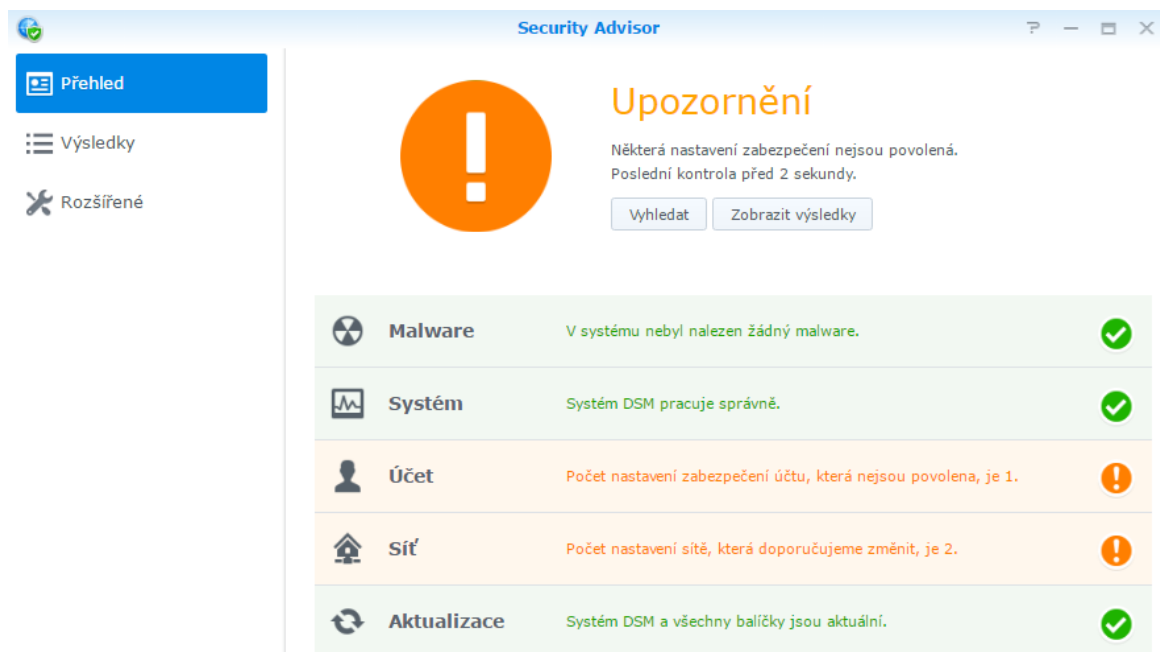 Security Advisor
Přehled
Výsledky
Rozšířené
Upozornění
Některá nastavení zabezpečení nejsou povolená.
Poslední kontrola před 2 sekundy.
Vyhledat Zobrazit výsledky
Malware V systému nebyl nalezen žádný malware.
Systém Systém DSM pracuje správně.
Účet Počet nastavení zabezpečení účtu, která nejsou povolena, je 1.
Síť Počet nastavení sítě, která doporučujeme změnit, je 2.
Aktualizace Systém DSM a všechny balíčky jsou aktuální.